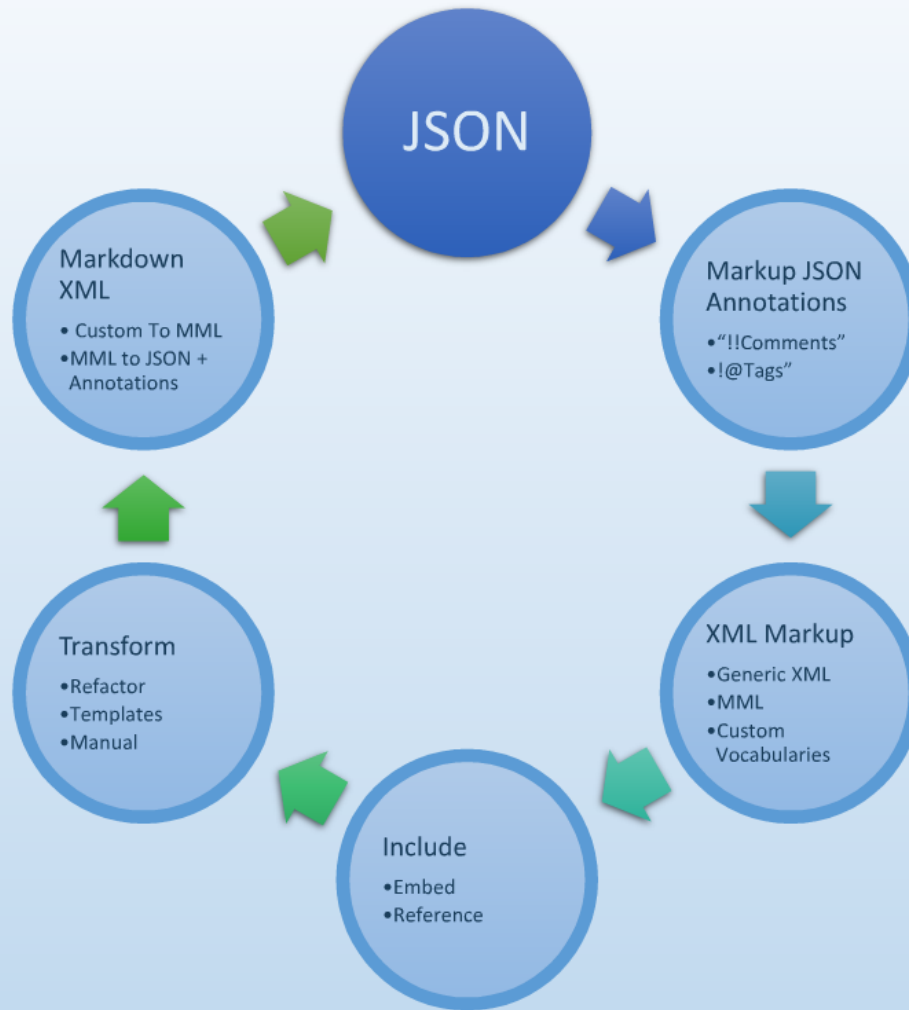 JSON
Markup JSON
Annotations
•“!!Comments”
•!@Tags”
XML Markup
•Generic XML
•MML
•Custom
Vocabularies
Include
•Embed
•Reference
Transform
•Refactor
•Templates
•Manual
Markdown
XML
• Custom To MML
•MML to JSON +
Annotations